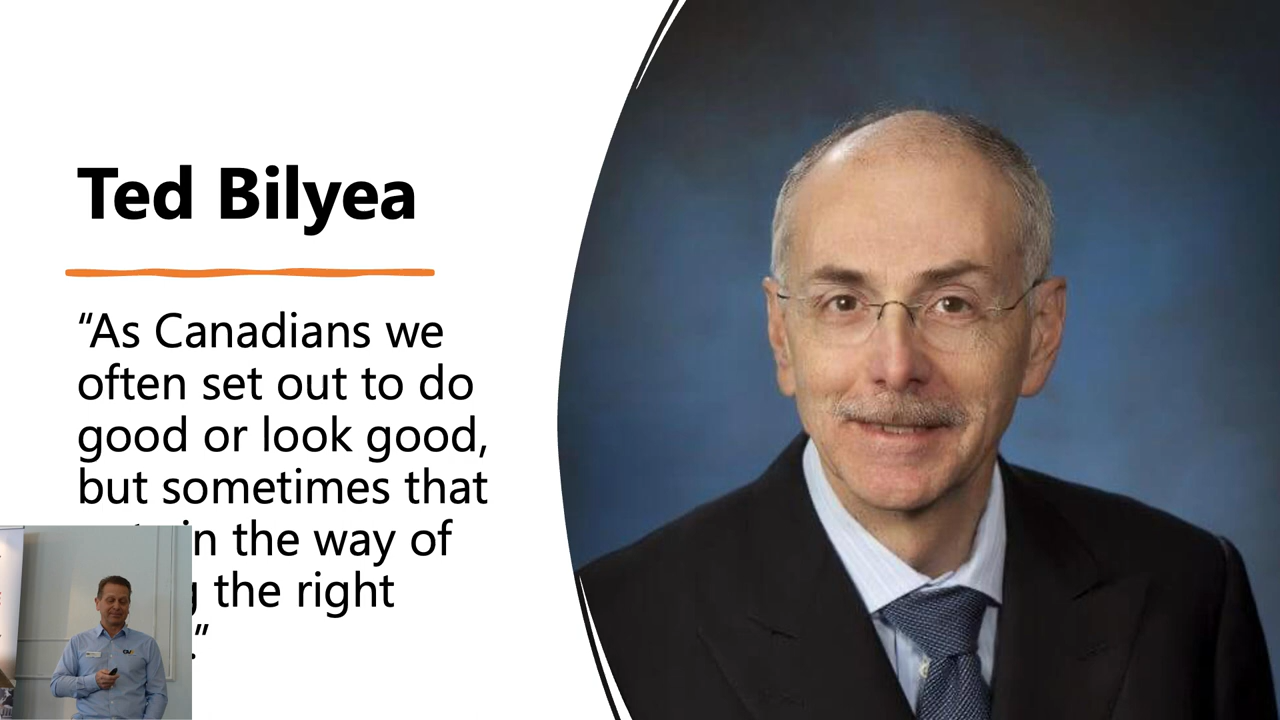 Ted Bilyea
“As Canadians we
often set out to do
good or look good,
but sometimes that
in the way of
the right
.”